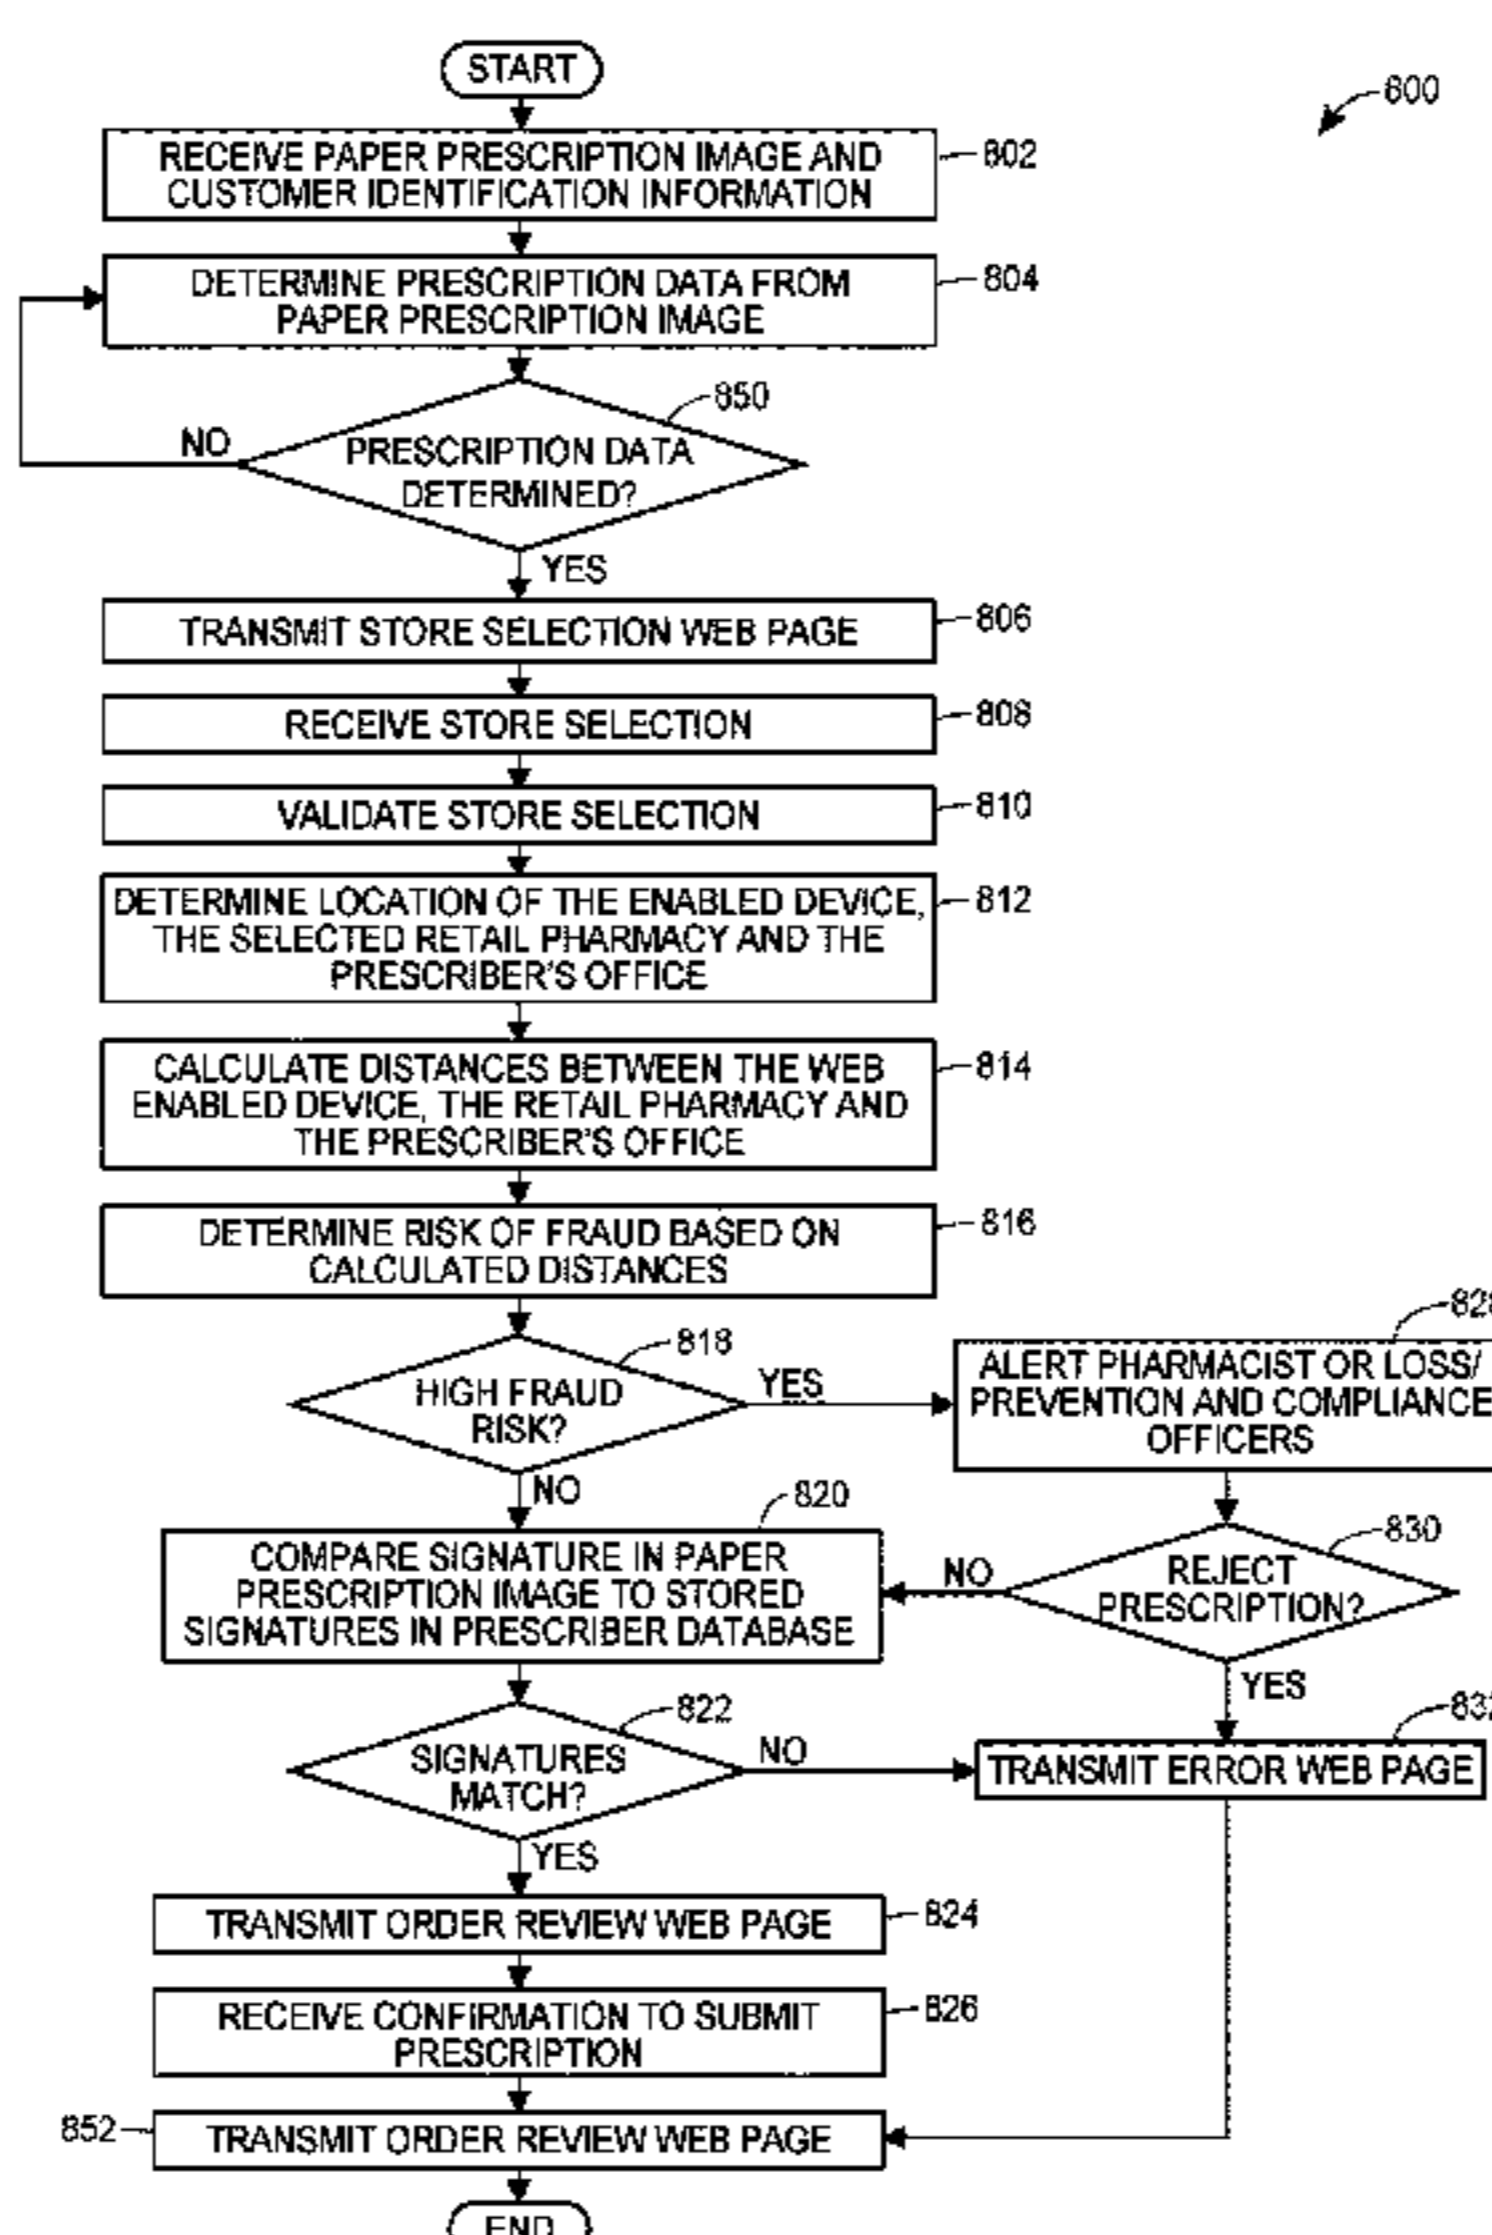 START
800
RECEIVE PAPER PRESCRIPTION IMAGE AND
CUSTOMER IDENTIFICATION INFORMATION
802
DETERMINE PRESCRIPTION DATA FROM
PAPER PRESCRIPTION IMAGE
804
850
NO
PRESCRIPTION DATA
DETERMINED?
YES
TRANSMIT STORE SELECTION WEB PAGE
806
RECEIVE STORE SELECTION
808
VALIDATE STORE SELECTION
810
DETERMINE LOCATION OF THE ENABLED DEVICE,
THE SELECTED RETAIL PHARMACY AND THE
PRESCRIBER'S OFFICE
812
CALCULATE DISTANCES BETWEEN THE WEB
ENABLED DEVICE, THE RETAIL PHARMACY AND
THE PRESCRIBER'S OFFICE
814
DETERMINE RISK OF FRAUD BASED ON
CALCULATED DISTANCES
816
818
HIGH FRAUD
RISK?
YES
NO
ALERT PHARMACIST OR LOSS/
PREVENTION AND COMPLIANCE
OFFICERS
820
COMPARE SIGNATURE IN PAPER
PRESCRIPTION IMAGE TO STORED
SIGNATURES IN PRESCRIBER DATABASE
830
NO
REJECT
PRESCRIPTION?
YES
822
SIGNATURES
MATCH?
NO
YES
TRANSMIT ERROR WEB PAGE
TRANSMIT ORDER REVIEW WEB PAGE
824
RECEIVE CONFIRMATION TO SUBMIT
PRESCRIPTION
826
852
TRANSMIT ORDER REVIEW WEB PAGE
END